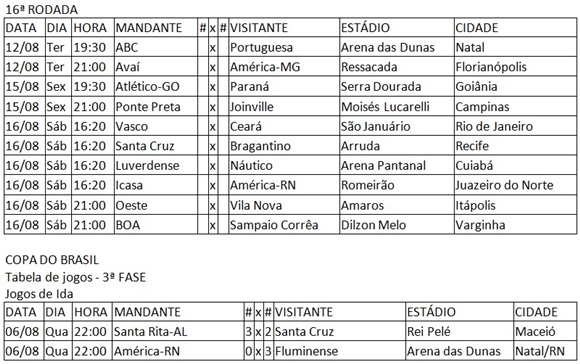 16ª RODADA
DATA DIA HORA MANDANTE # x # VISITANTE ESTÁDIO CIDADE
12/08 Ter 19:30 ABC x Portuguesa Arena das Dunas Natal
12/08 Ter 21:00 Avaí x América-MG Ressacada Florianópolis
15/08 Sex 19:30 Atlético-GO x Paraná Serra Dourada Goiânia
15/08 Sex 21:00 Ponte Preta x Joinville Moisés Lucarelli Campinas
16/08 Sáb 16:20 Vasco x Ceará São Januário Rio de Janeiro
16/08 Sáb 16:20 Santa Cruz x Bragantino Arruda Recife
16/08 Sáb 16:20 Luverdense x Náutico Arena Pantanal Cuiabá
16/08 Sáb 16:20 Icasa x América-RN Romeirão Juazeiro do Norte
16/08 Sáb 21:00 Oeste x Vila Nova Amaros Itápolis
16/08 Sáb 21:00 BOA x Sampaio Corrêa Dilzon Melo Varginha
COPA DO BRASIL
Tabela de jogos - 3ª FASE
Jogos de Ida
DATA DIA HORA MANDANTE # x # VISITANTE ESTÁDIO CIDADE
06/08 Qua 22:00 Santa Rita-AL 3 x 2 Santa Cruz Rei Pelé Maceió
06/08 Qua 22:00 América-RN 0 x 3 Fluminense Arena das Dunas Natal/RN